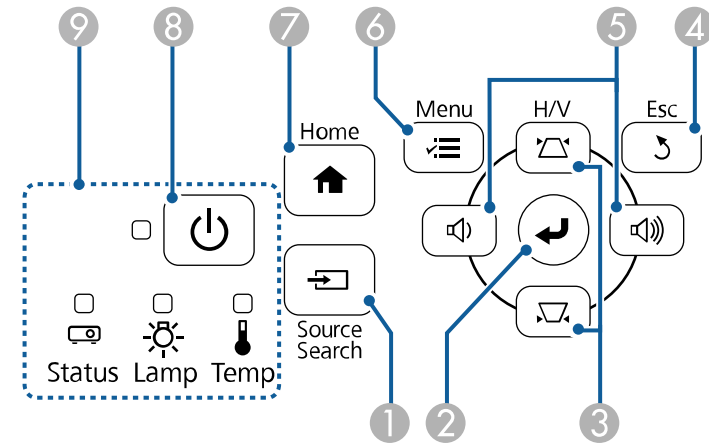 9 8 7 6 5 4
Menu H/V Esc
Home
Source
Search
Status Lamp Temp
1 2 3